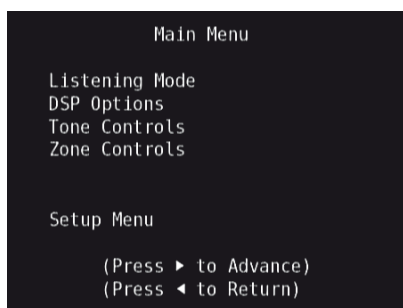 Main Menu
Listening Mode
DSP Options
Tone Controls
Zone Controls
Setup Menu
(Press ▶ to Advance)
(Press ◀ to Return)